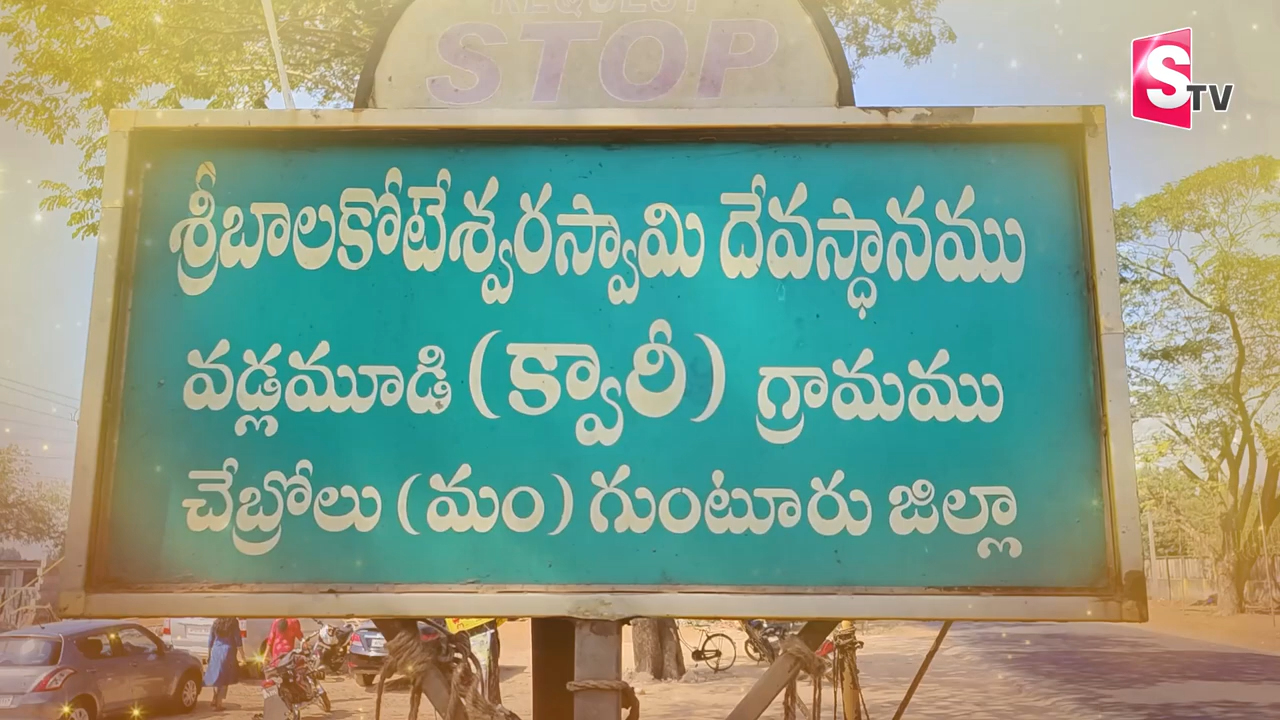 REQUEST
STOP
S TV
శ్రీబాలకోటేశ్వరస్వామి దేవస్థానము
వడ్లమూడి (క్వారీ) గ్రామము
చేబ్రోలు (మం) గుంటూరు జిల్లా